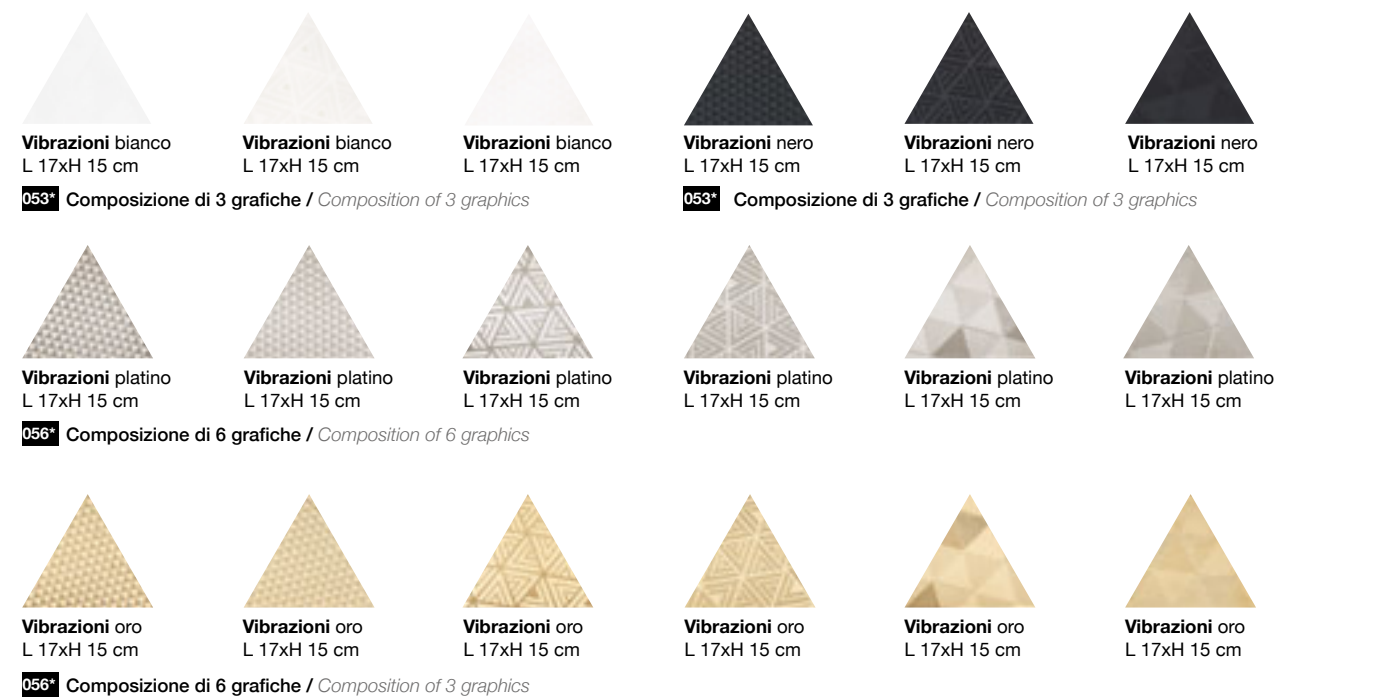 Vibrazioni bianco
L 17xH 15 cm
Vibrazioni bianco
L 17xH 15 cm
Vibrazioni bianco
L 17xH 15 cm
053* Composizione di 3 grafiche / Composition of 3 graphics
Vibrazioni nero
L 17xH 15 cm
Vibrazioni nero
L 17xH 15 cm
Vibrazioni nero
L 17xH 15 cm
053* Composizione di 3 grafiche / Composition of 3 graphics
Vibrazioni platino
L 17xH 15 cm
Vibrazioni platino
L 17xH 15 cm
Vibrazioni platino
L 17xH 15 cm
Vibrazioni platino
L 17xH 15 cm
Vibrazioni platino
L 17xH 15 cm
Vibrazioni platino
L 17xH 15 cm
056* Composizione di 6 grafiche / Composition of 6 graphics
Vibrazioni oro
L 17xH 15 cm
Vibrazioni oro
L 17xH 15 cm
Vibrazioni oro
L 17xH 15 cm
Vibrazioni oro
L 17xH 15 cm
Vibrazioni oro
L 17xH 15 cm
Vibrazioni oro
L 17xH 15 cm
056* Composizione di 6 grafiche / Composition of 3 graphics